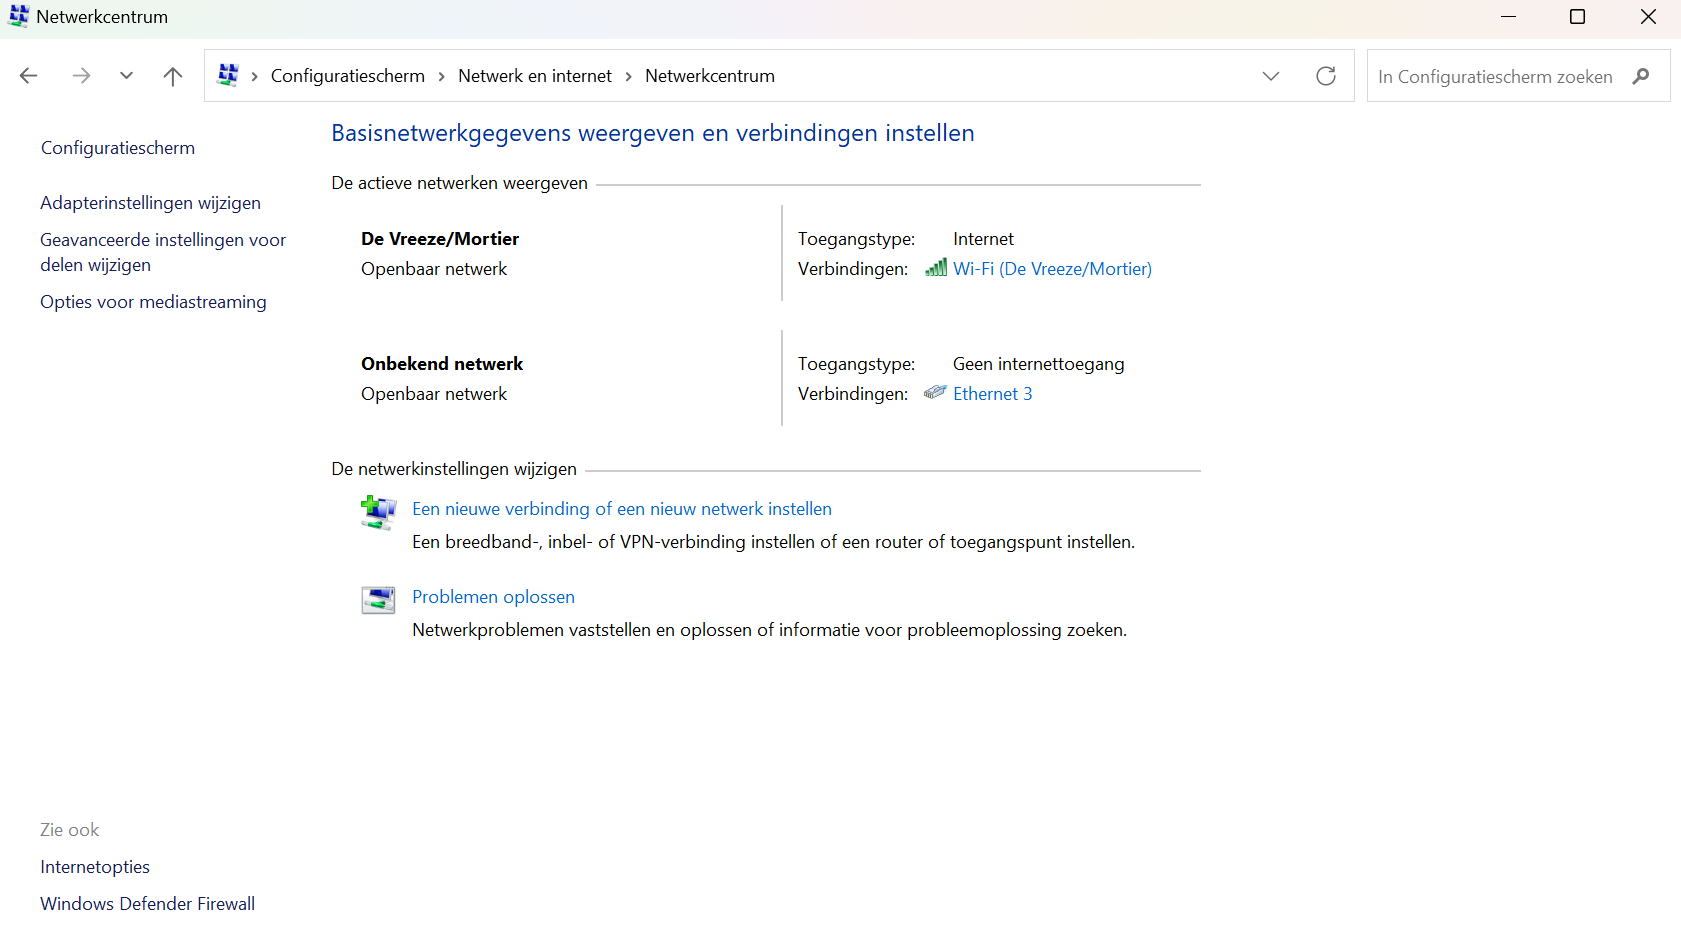 Netwerkcentrum
Configuratiescherm > Netwerk en internet > Netwerkcentrum
In Configuratiescherm zoeken
Configuratiescherm
Adapterinstellingen wijzigen
Geavanceerde instellingen voor
delen wijzigen
Opties voor mediastreaming
Basisnetwerkgegevens weergeven en verbindingen instellen
De actieve netwerken weergeven
De Vreeze/Mortier
Openbaar netwerk
Toegangstype: Internet
Verbindingen: Wi-Fi (De Vreeze/Mortier)
Onbekend netwerk
Openbaar netwerk
Toegangstype: Geen internettoegang
Verbindingen: Ethernet 3
De netwerkinstellingen wijzigen
Een nieuwe verbinding of een nieuw netwerk instellen
Een breedband-, inbel- of VPN-verbinding instellen of een router of toegangspunt instellen.
Problemen oplossen
Netwerkproblemen vaststellen en oplossen of informatie voor probleemoplossing zoeken.
Zie ook
Internetopties
Windows Defender Firewall